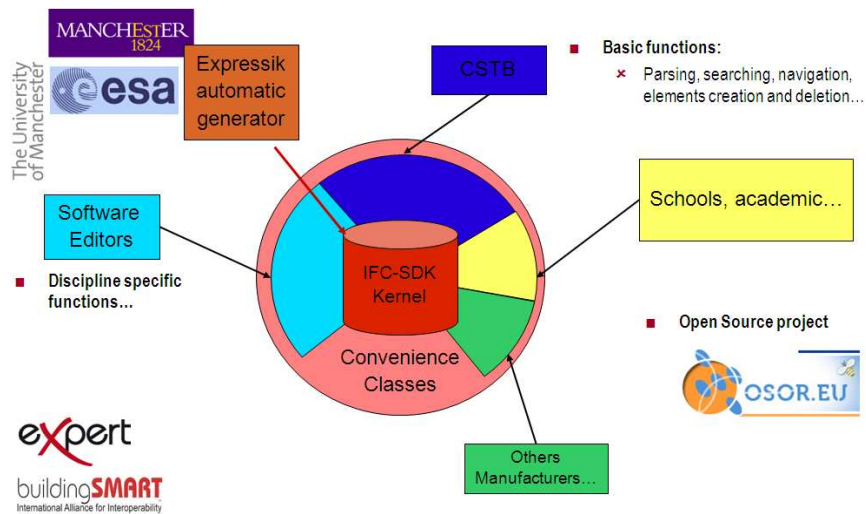 MANCHESTER
1824
The University
of Manchester
esa
Expressik
automatic
generator
CSTB
Basic functions:
Parsing, searching, navigation,
elements creation and deletion…
Software
Editors
Schools, academic…
Discipline specific
functions…
IFC-SDK
Kernel
Convenience
Classes
Open Source project
OSOR.EU
Others
Manufacturers…
eXpert
buildingSMART
International Alliance for Interoperability